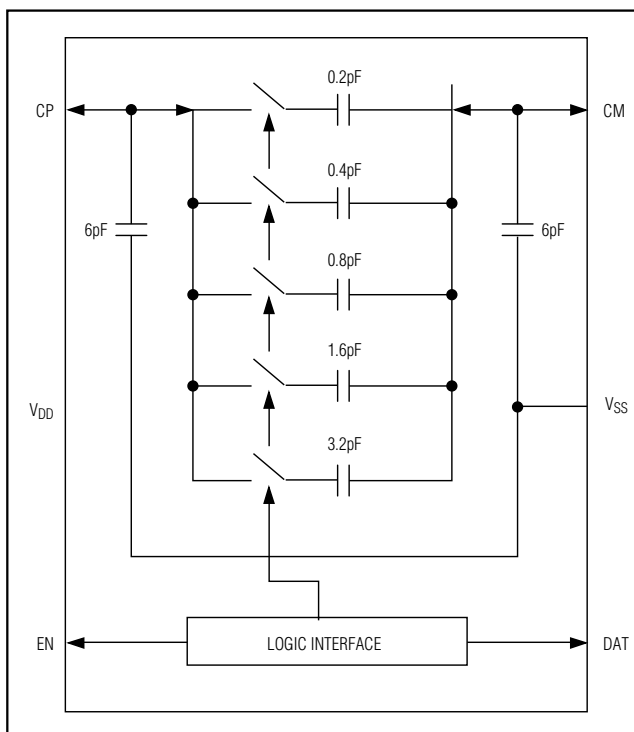 0.2pF
CP
CM
0.4pF
6pF
6pF
0.8pF
1.6pF
VDD
VSS
3.2pF
EN
LOGIC INTERFACE
DAT